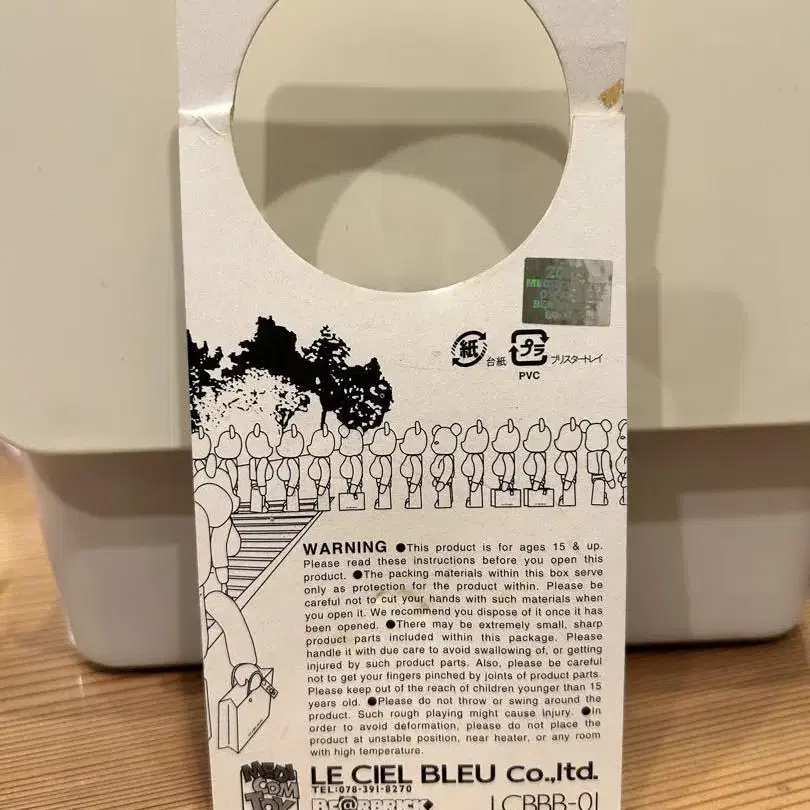 MEDICOM TOY
紙
台紙
プラ
ブリスタートレイ
PVC
WARNING ●This product is for ages 15 & up.
Please read these instructions before you open this
product. ●The packing materials within this box serve
only as protection for the product within. Please be
careful not to cut your hands with such materials when
you open it. We recommend you dispose of it once it has
been opened. ●There may be extremely small, sharp
product parts included within this package. Please
handle it with due care to avoid swallowing of, or getting
injured by such product parts. Also, please be careful
not to get your fingers pinched by joints of product parts.
Please keep out of the reach of children younger than 15
years old. ●Please do not throw or swing around the
product. Such rough playing might cause injury. ●In
order to avoid deformation, please do not place the
product at unstable position, near heater, or any room
with high temperature.
MEDI COM TOY
LE CIEL BLEU Co.,ltd.
TEL:078-391-8270
BE@RBRICK
LCBBB-01